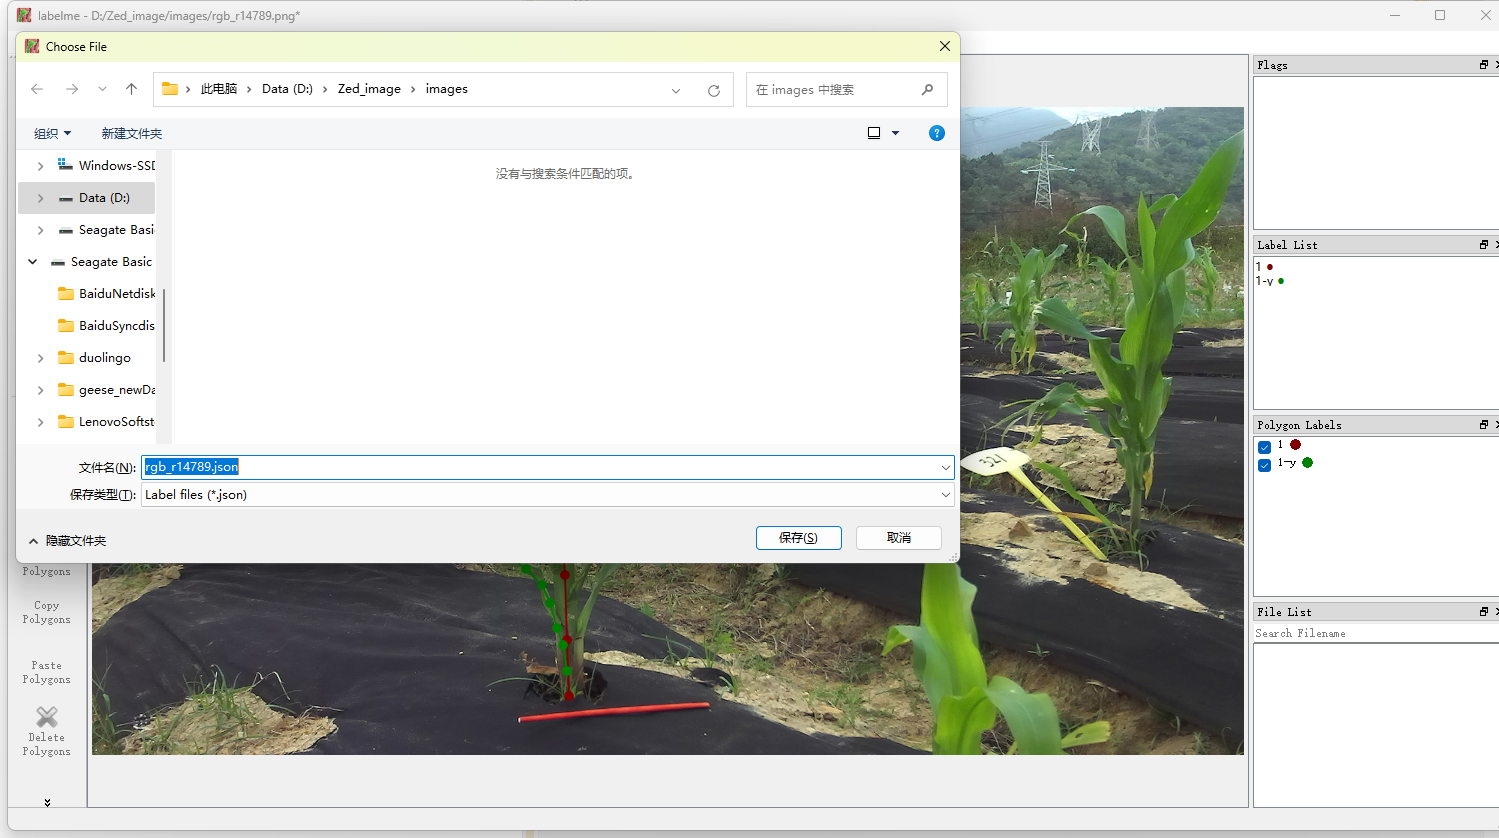 labelme - D:/Zed_image/images/rgb_r14789.png*
Choose File
此电脑 › Data (D:) › Zed_image › images
在 images 中搜索
组织
新建文件夹
Windows-SSD
Data (D:)
Seagate Basi
Seagate Basic
BaiduNetdisk
BaiduSyncdis
duolingo
geese_newDa
LenovoSoftst
没有与搜索条件匹配的项。
文件名(N):
rgb_r14789.json
保存类型(T):
Label files (*.json)
隐藏文件夹
保存(S)
取消
Polygons
Copy
Polygons
Paste
Polygons
Delete
Polygons
321
Flags
Label List
1
1-y
Polygon Labels
1
1-y
File List
Search Filename